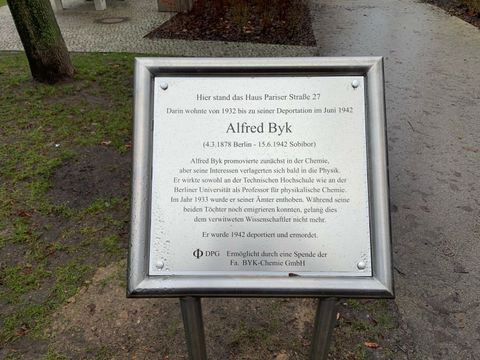 Hier stand das Haus Pariser Straße 27
Darin wohnte von 1932 bis zu seiner Deportation im Juni 1942
Alfred Byk
(4.3.1878 Berlin - 15.6.1942 Sobibor)
Alfred Byk promovierte zunächst in der Chemie,
aber seine Interessen verlagerten sich bald in die Physik.
Er wirkte sowohl an der Technischen Hochschule wie an der
Berliner Universität als Professor für physikalische Chemie.
Im Jahr 1933 wurde er seiner Ämter enthoben. Während seine
beiden Töchter noch emigrieren konnten, gelang dies
dem verwitweten Wissenschaftler nicht mehr.
Er wurde 1942 deportiert und ermordet.
Φ DPG Ermöglicht durch eine Spende der
Fa. BYK-Chemie GmbH